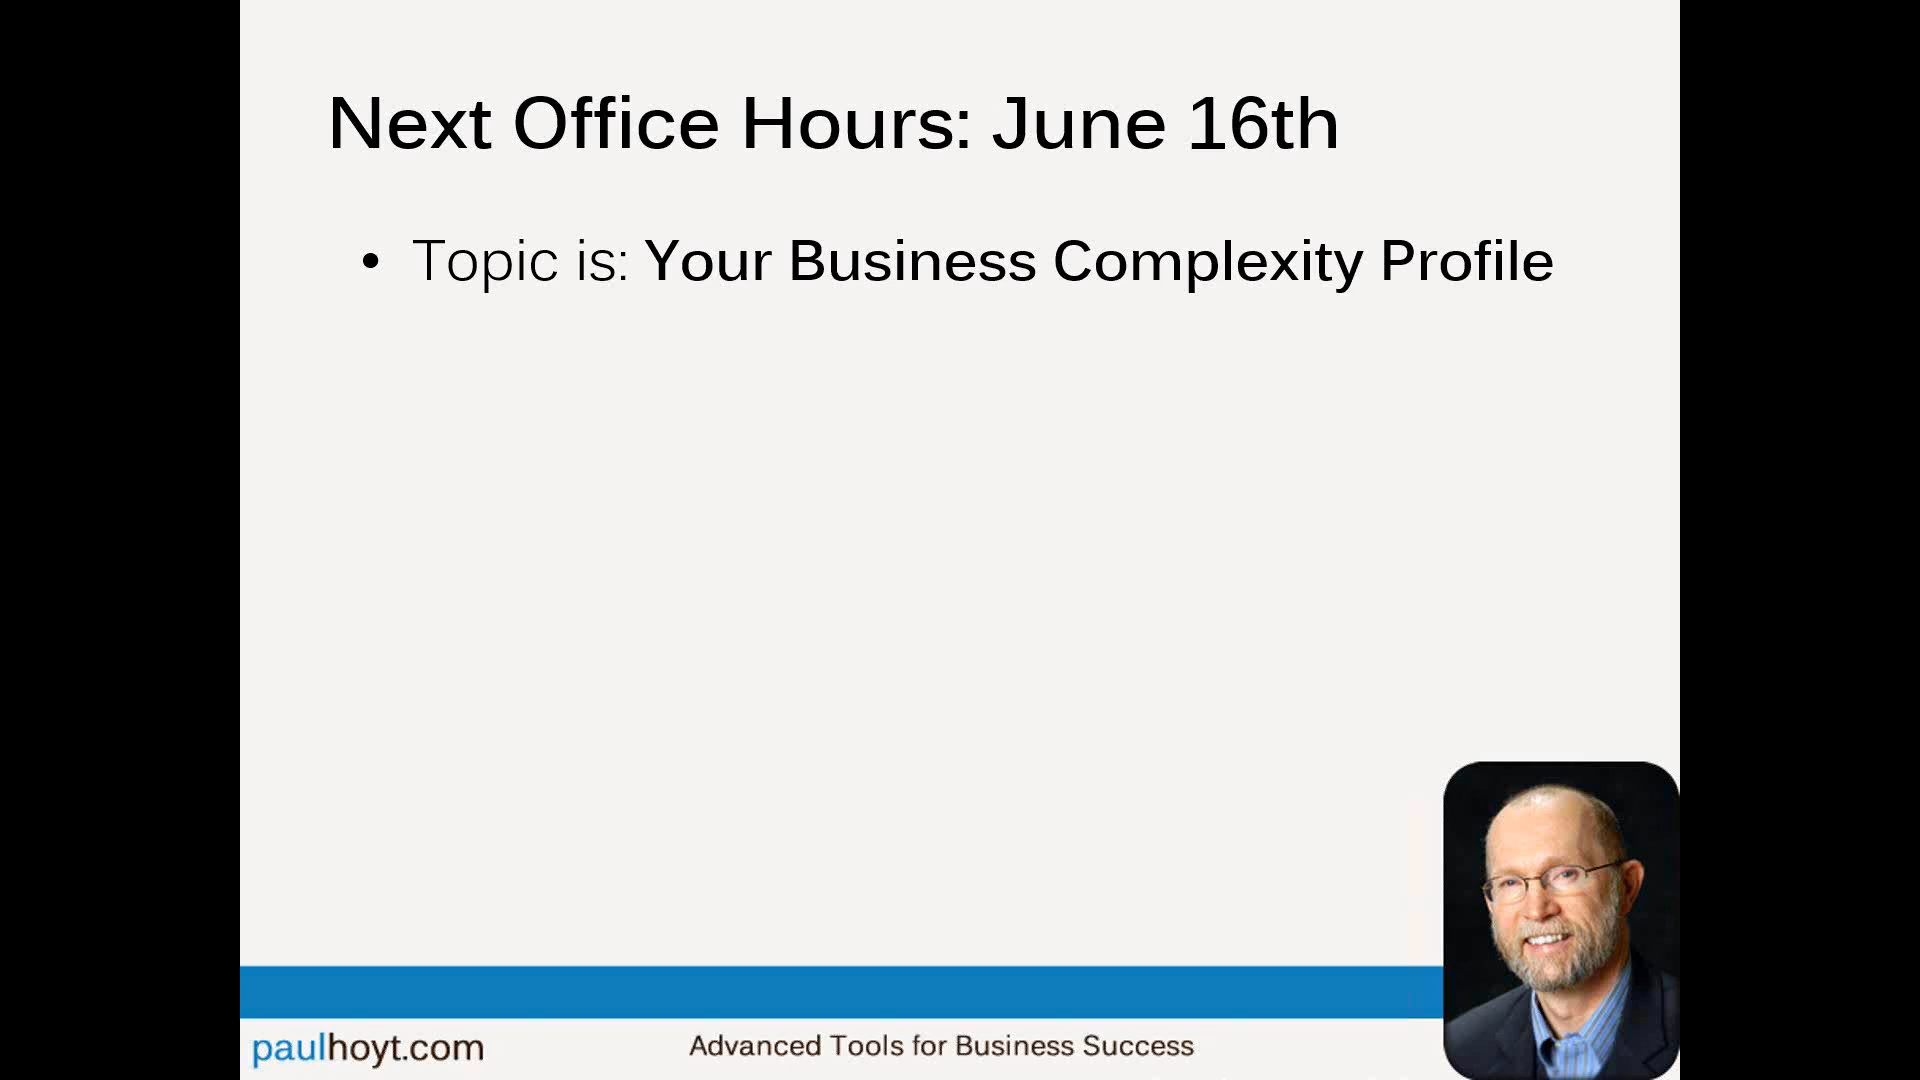 Next Office Hours: June 16th
• Topic is: Your Business Complexity Profile
paulhoyt.com
Advanced Tools for Business Success